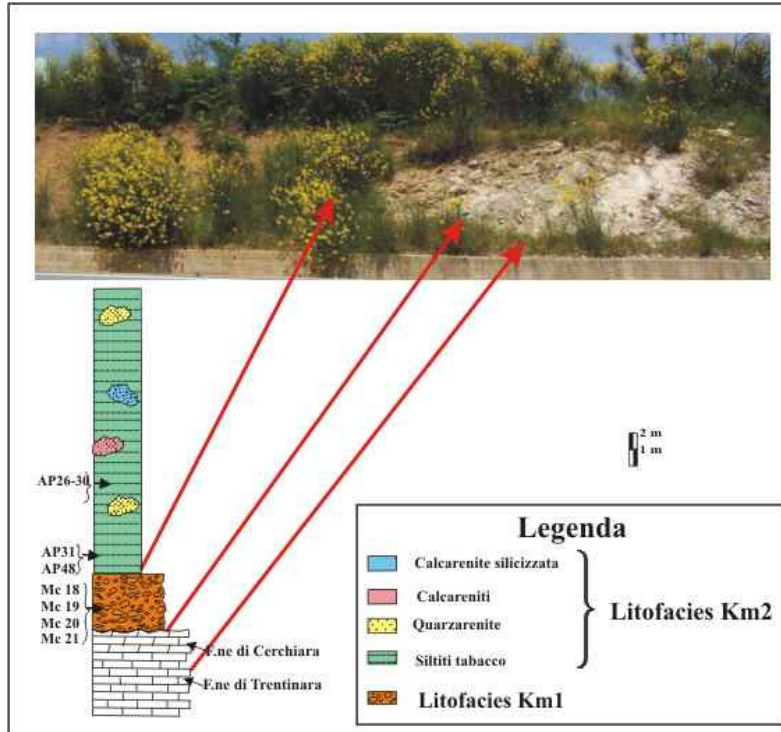 2 m
1 m
AP26-30
AP31
AP48
Mc 18
Mc 19
Mc 20
Mc 21
F.ne di Cerchiara
F.ne di Trentinara
Legenda
Calcarenite silicizzata
Calcareniti
Quarzarenite
Siltiti tabacco
Litofacies Km2
Litofacies Km1